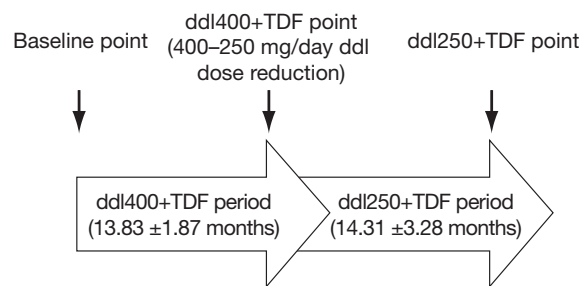 Baseline point
ddI400+TDF point
(400–250 mg/day ddI
dose reduction)
ddI250+TDF point
ddI400+TDF period
(13.83 ±1.87 months)
ddI250+TDF period
(14.31 ±3.28 months)